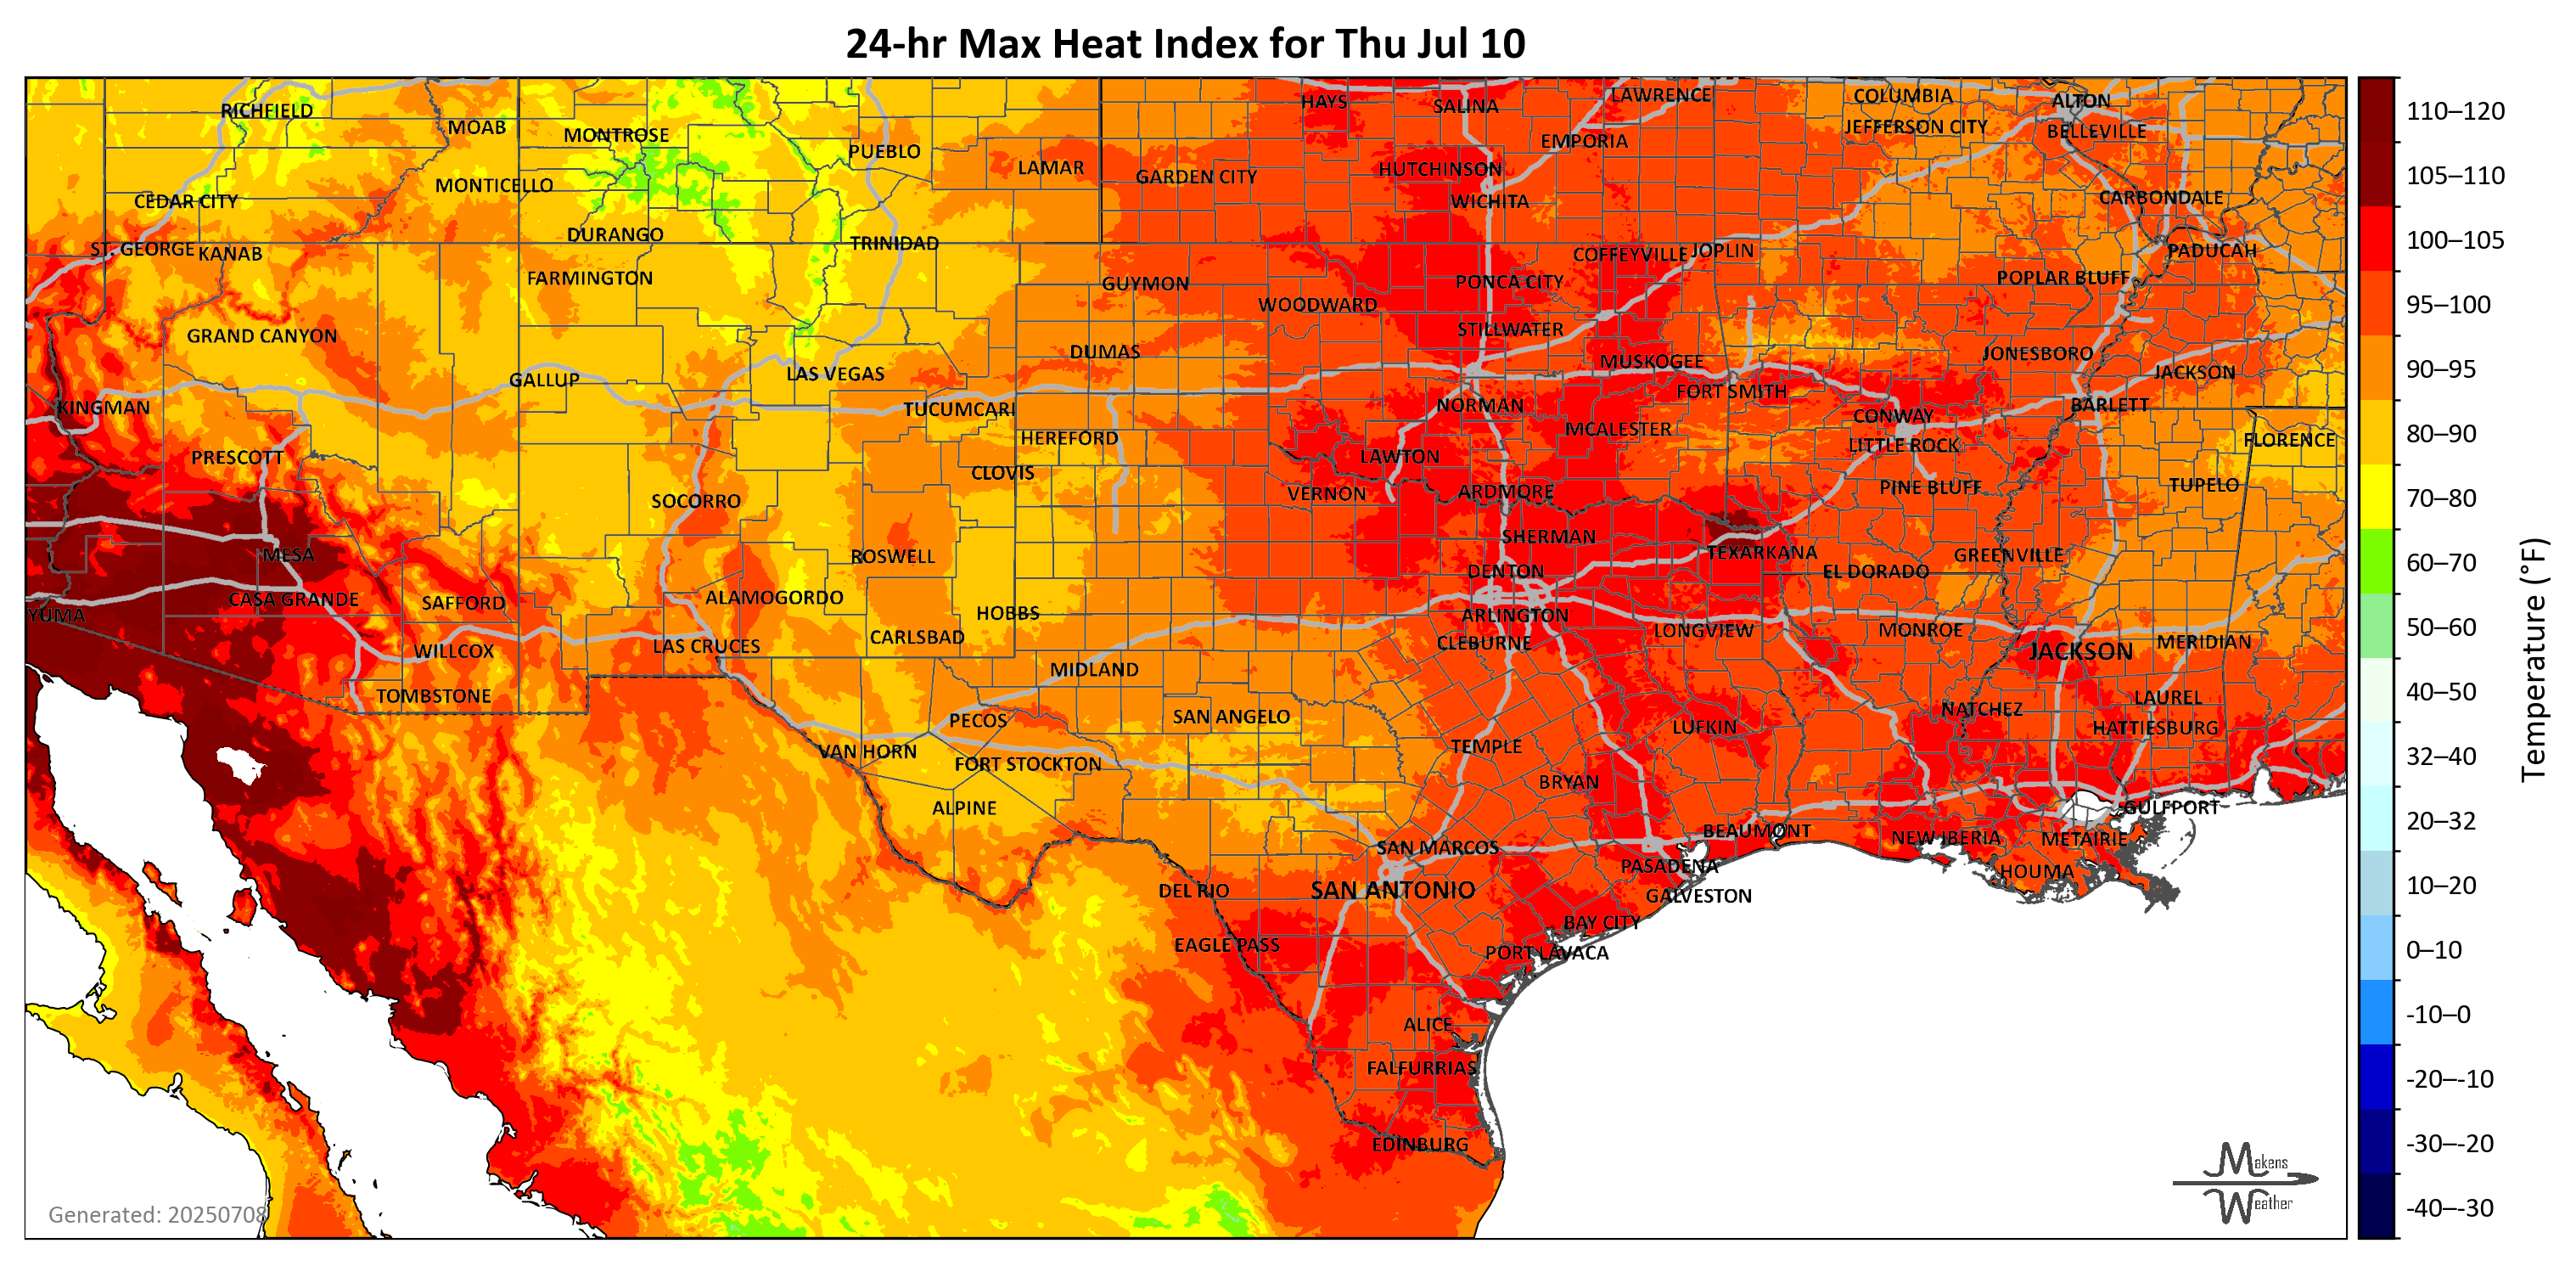 24-hr Max Heat Index for Thu Jul 10
RICHFIELD
MOAB
MONTROSE
PUEBLO
LAMAR
GARDEN CITY
HAYS
SALINA
LAWRENCE
EMPORIA
COLUMBIA
JEFFERSON CITY
ALTON
BELLEVILLE
CEDAR CITY
MONTICELLO
HUTCHINSON
WICHITA
CARBONDALE
ST. GEORGE
KANAB
DURANGO
TRINIDAD
COFFEYVILLE
JOPLIN
PADUCAH
FARMINGTON
GUYMON
WOODWARD
PONCA CITY
POPLAR BLUFF
GRAND CANYON
DUMAS
STILLWATER
MUSKOGEE
JONESBORO
JACKSON
GALLUP
LAS VEGAS
FORT SMITH
KINGMAN
TUCUMCARI
NORMAN
CONWAY
BARLETT
PRESCOTT
HEREFORD
CLOVIS
LAWTON
MCALESTER
LITTLE ROCK
FLORENCE
SOCORRO
VERNON
ARDMORE
PINE BLUFF
TUPELO
MESA
ROSWELL
SHERMAN
TEXARKANA
GREENVILLE
DENTON
EL DORADO
YUMA
CASA GRANDE
SAFFORD
ALAMOGORDO
HOBBS
ARLINGTON
WILLCOX
LAS CRUCES
CARLSBAD
CLEBURNE
LONGVIEW
MONROE
JACKSON
MERIDIAN
TOMBSTONE
MIDLAND
PECOS
SAN ANGELO
LAUREL
NATCHEZ
HATTIESBURG
VAN HORN
FORT STOCKTON
TEMPLE
LUFKIN
BRYAN
ALPINE
GULFPORT
SAN MARCOS
BEAUMONT
NEW IBERIA
METAIRIE
DEL RIO
SAN ANTONIO
PASADENA
GALVESTON
HOUMA
EAGLE PASS
BAY CITY
PORT LAVACA
ALICE
FALFURRIAS
EDINBURG
Generated: 20250708
Makens
Weather
110–120
105–110
100–105
95–100
90–95
80–90
70–80
60–70
50–60
40–50
32–40
20–32
10–20
0–10
-10–0
-20–-10
-30–-20
-40–-30
Temperature (°F)